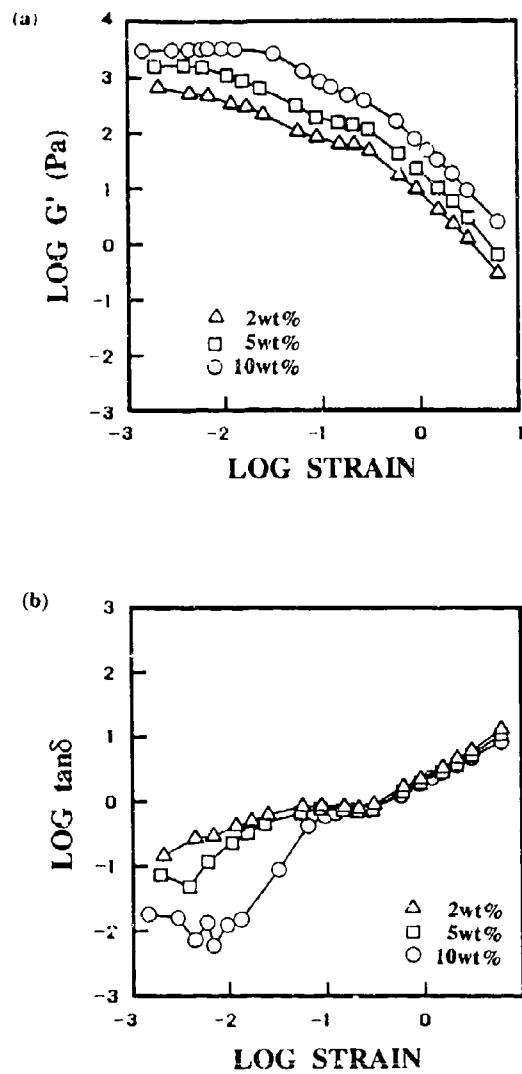 (a)
4
3
2
1
0
−1
−2
−3
LOG G' (Pa)
△ 2wt%
□ 5wt%
○ 10wt%
−3 −2 −1 0 1
LOG STRAIN
(b)
3
2
1
0
−1
−2
−3
LOG tanδ
△ 2wt%
□ 5wt%
○ 10wt%
−3 −2 −1 0
LOG STRAIN